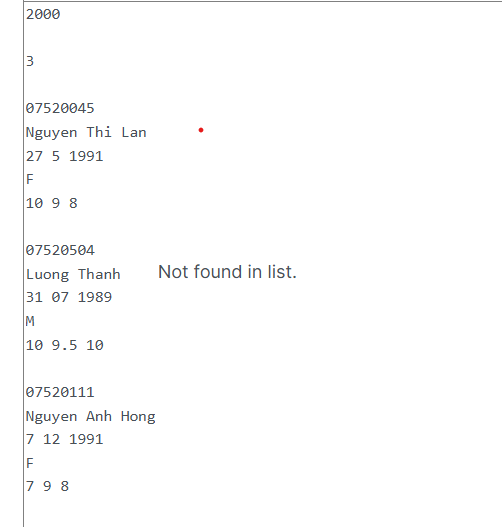 2000
3
07520045
Nguyen Thi Lan
27 5 1991
F
10 9 8
07520504
Luong Thanh
Not found in list.
31 07 1989
M
10 9.5 10
07520111
Nguyen Anh Hong
7 12 1991
F
7 9 8